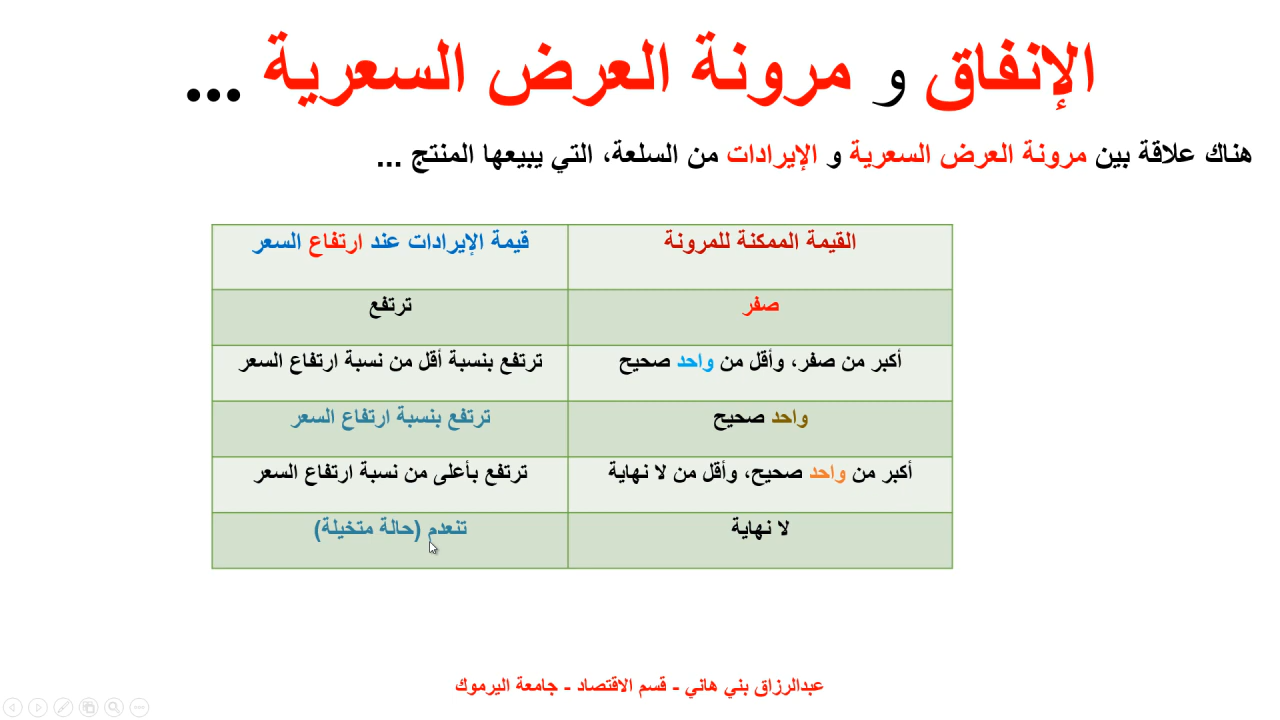 الإنفاق و مرونة العرض السعرية ...
هناك علاقة بين مرونة العرض السعرية و الإيرادات من السلعة، التي يبيعها المنتج ...
القيمة الممكنة للمرونة
قيمة الإيرادات عند ارتفاع السعر
صفر
ترتفع
أكبر من صفر، وأقل من واحد صحيح
ترتفع بنسبة أقل من نسبة ارتفاع السعر
واحد صحيح
ترتفع بنسبة ارتفاع السعر
أكبر من واحد صحيح، وأقل من لا نهاية
ترتفع بأعلى من نسبة ارتفاع السعر
لا نهاية
تنعدم (حالة متخيلة)
عبدالرزاق بني هاني - قسم الاقتصاد - جامعة اليرموك